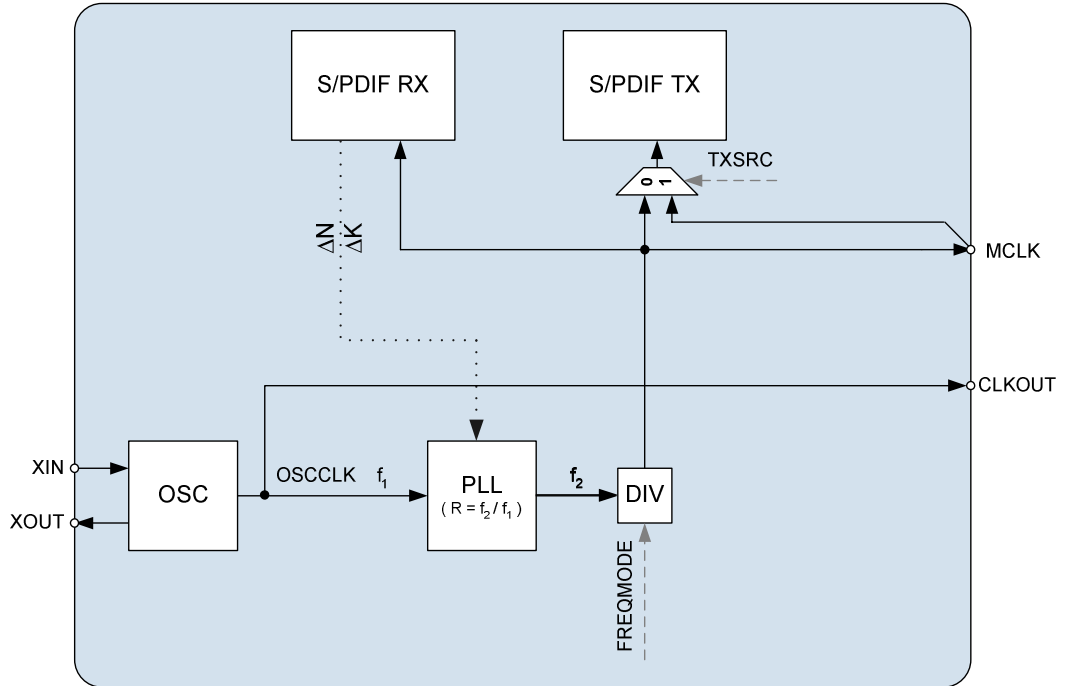 S/PDIF RX
S/PDIF TX
TXSRC
0
1
ΔN
ΔK
MCLK
CLKOUT
XIN
XOUT
OSC
OSCCLK f₁
PLL
( R = f₂ / f₁ )
f₂
DIV
FREQMODE